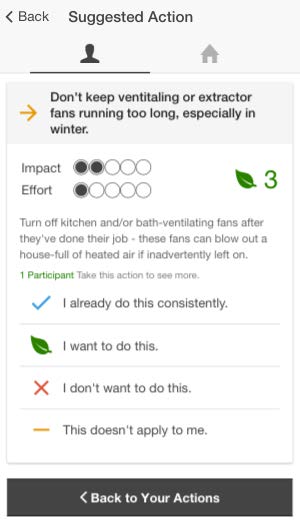 Back
Suggested Action
Don't keep ventitaling or extractor
fans running too long, especially in
winter.
Impact
Effort
3
Turn off kitchen and/or bath-ventilating fans after
they've done their job - these fans can blow out a
house-full of heated air if inadvertently left on.
1 Participant Take this action to see more.
I already do this consistently.
I want to do this.
I don't want to do this.
This doesn't apply to me.
Back to Your Actions